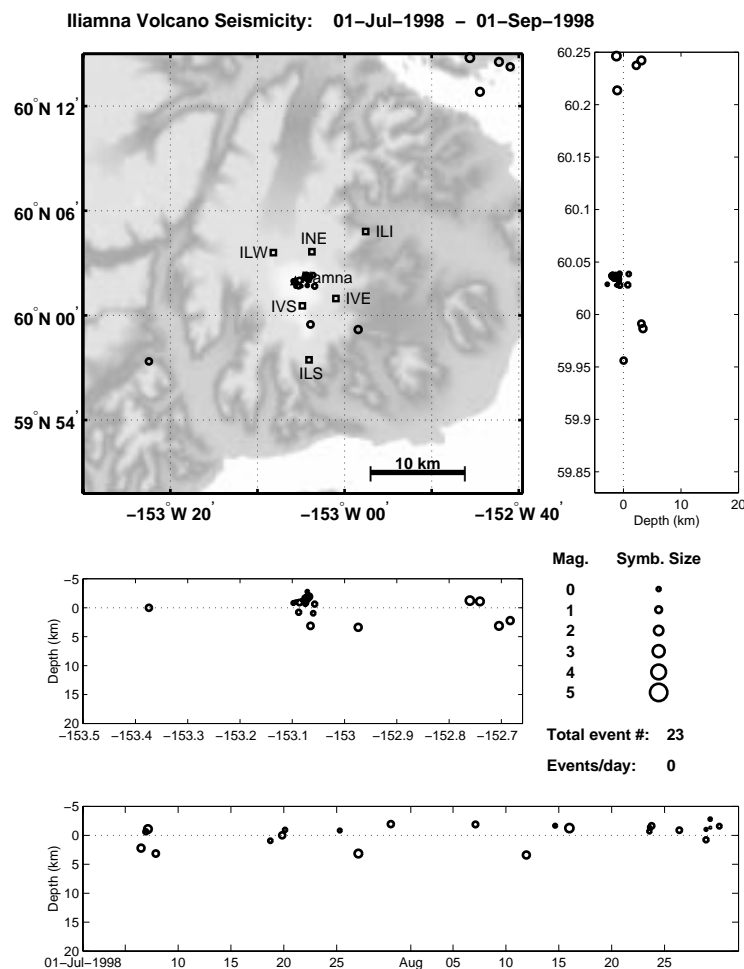 Iliamna Volcano Seismicity: 01-Jul-1998 - 01-Sep-1998
60°N 12'
60°N 06'
60°N 00'
59°N 54'
ILI
INE
ILW
IVE
IVS
ILS
10 km
-153°W 20'
-153°W 00'
-152°W 40'
60.25
60.2
60.15
60.1
60.05
60
59.95
59.9
59.85
0 10 20
Depth (km)
-5
0
5
10
15
20
Depth (km)
-153.5 -153.4 -153.3 -153.2 -153.1 -153 -152.9 -152.8 -152.7
Mag. Symb. Size
0
1
2
3
4
5
Total event #: 23
Events/day: 0
-5
0
5
10
15
20
Depth (km)
01-Jul-1998 10 15 20 25 Aug 05 10 15 20 25